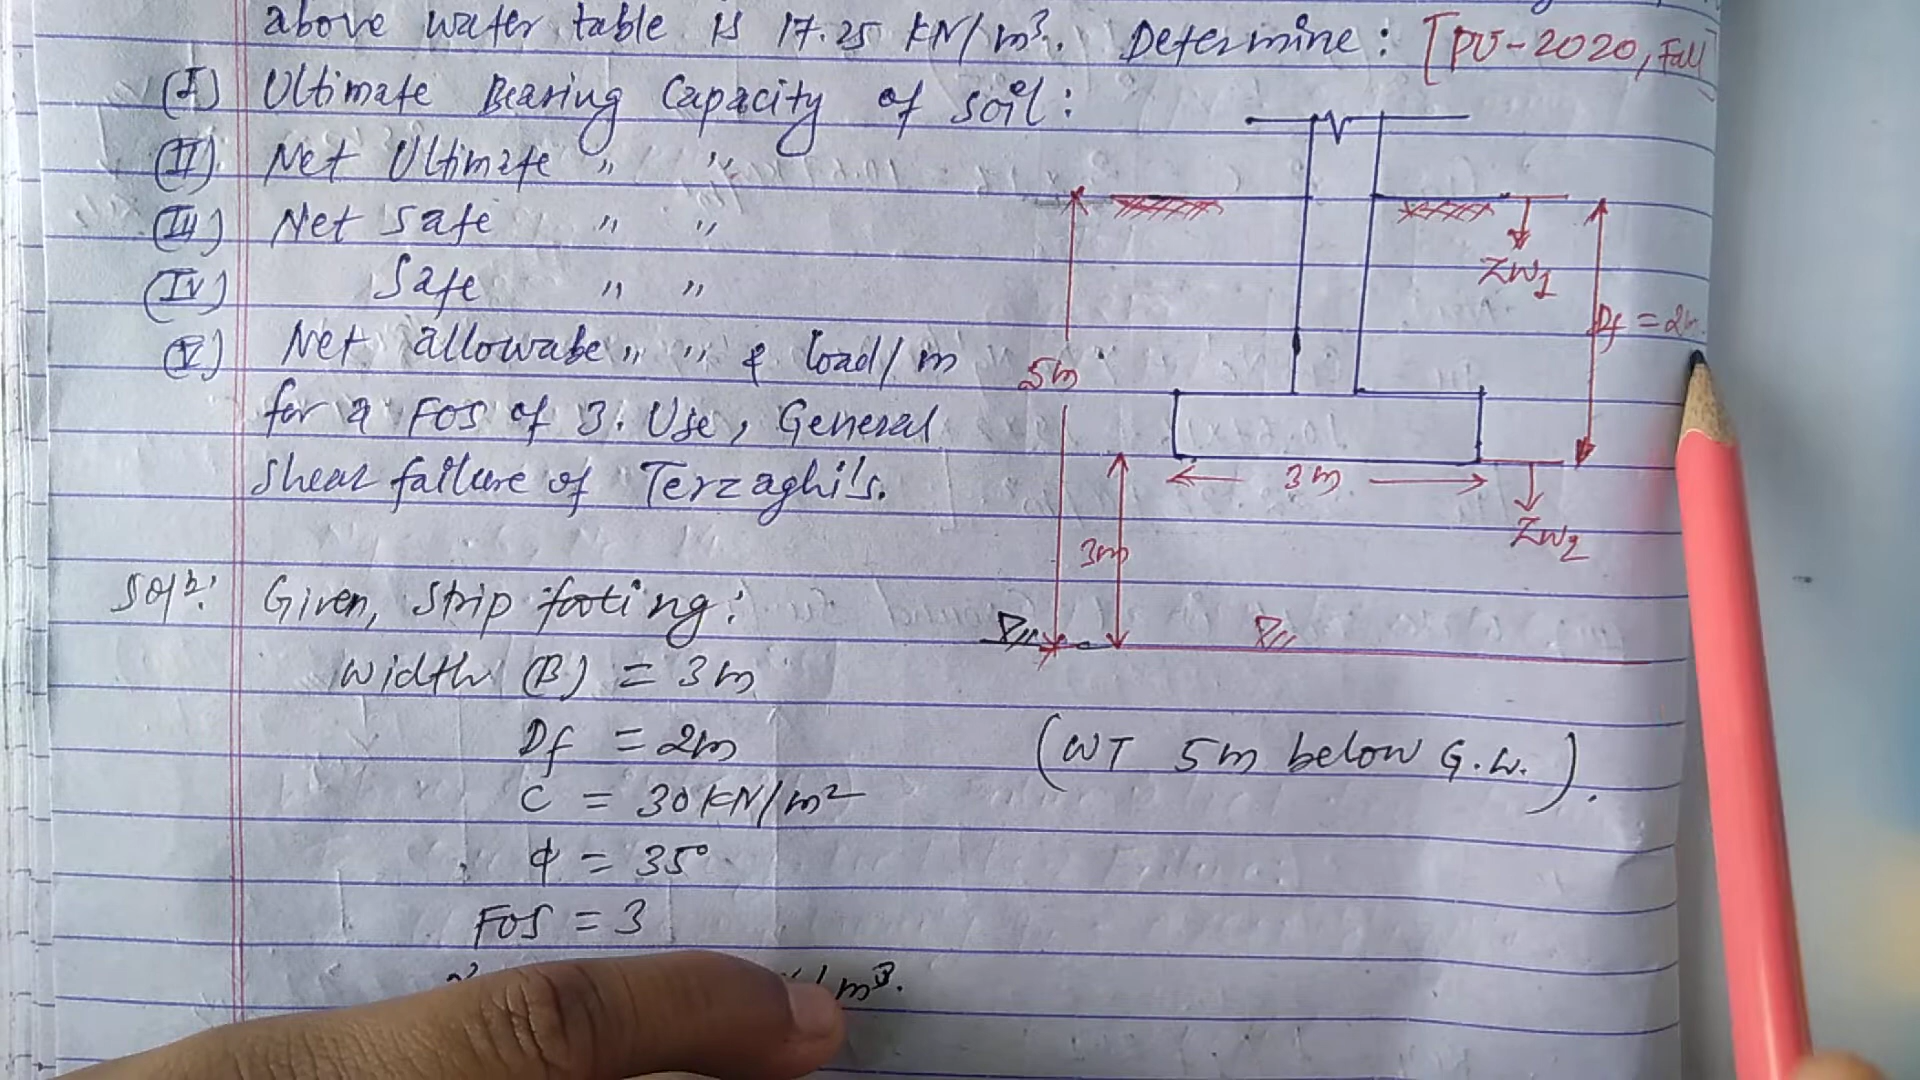 above water table is 17.25 KN/m³. Determine : [PU-2020, Fall]
(I) Ultimate Bearing Capacity of soil :
(II) Net Ultimate " "
(III) Net safe " "
(IV) Safe " "
(V) Net allowabe " " & load/m
for a FOS of 3. Use, General
shear failure of Terzaghi's.
Zw1
Df = 2m
5m
3m
Zw2
3m
Solⁿ: Given, Strip footing :
width (B) = 3m
Df = 2m
(WT 5m below G.W.).
C = 30 KN/m²
φ = 35°
FOS = 3
/m³.